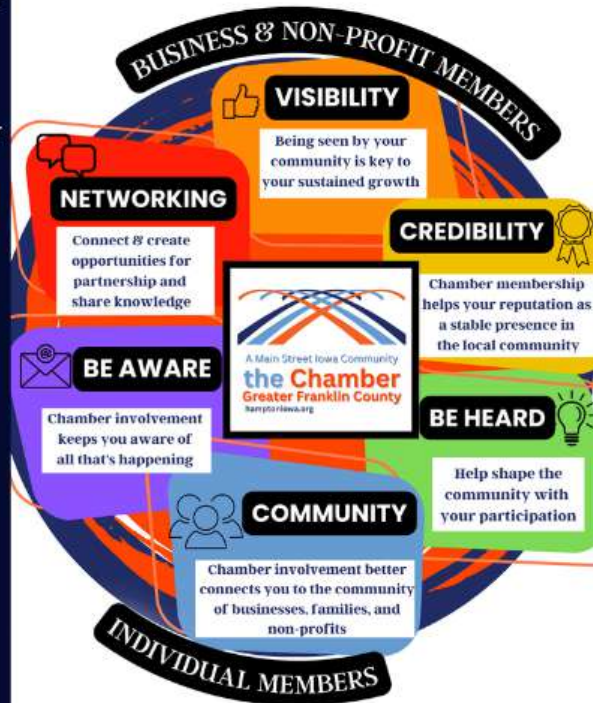 BUSINESS & NON-PROFIT MEMBERS
VISIBILITY
Being seen by your
community is key to
your sustained growth
NETWORKING
Connect & create
opportunities for
partnership and
share knowledge
CREDIBILITY
Chamber membership
helps your reputation as
a stable presence in
the local community
A Main Street Iowa Community
the Chamber
Greater Franklin County
hamptoniowa.org
BE AWARE
Chamber involvement
keeps you aware of
all that's happening
BE HEARD
Help shape the
community with
your participation
COMMUNITY
Chamber involvement better
connects you to the community
of businesses, families, and
non-profits
INDIVIDUAL MEMBERS